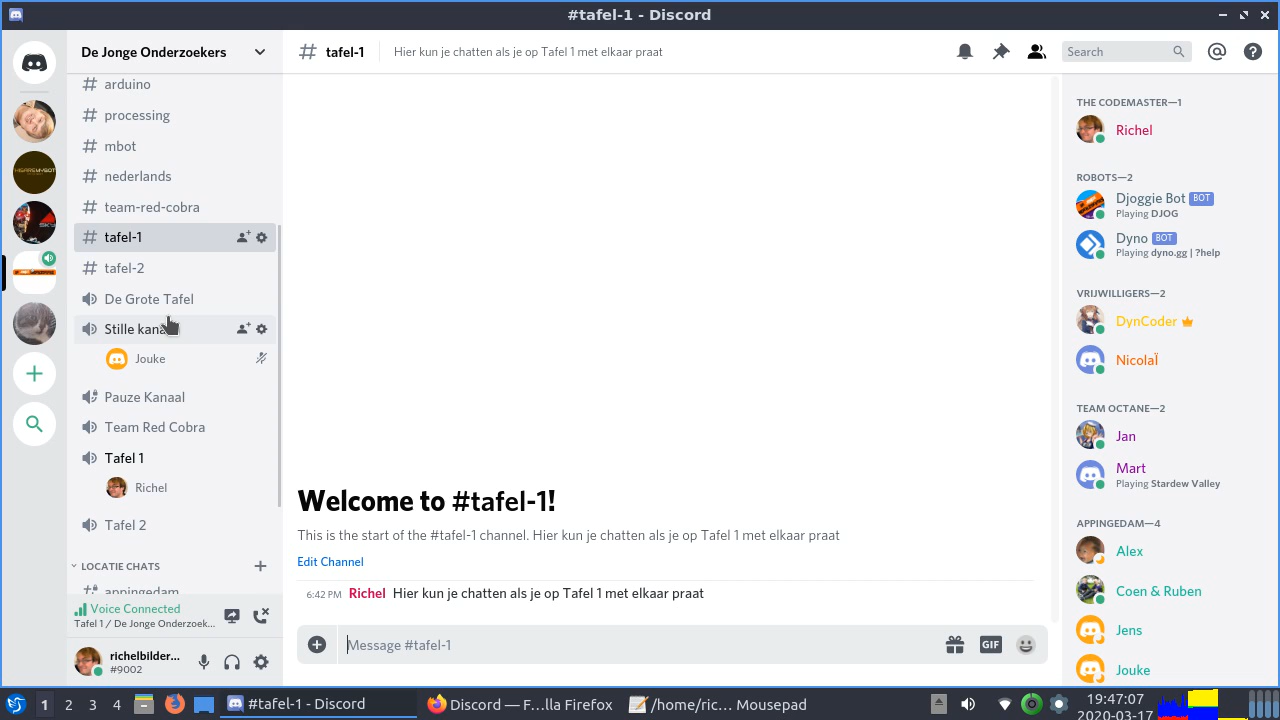 #tafel-1 - Discord
De Jonge Onderzoekers
tafel-1
Hier kun je chatten als je op Tafel 1 met elkaar praat
Search
arduino
processing
mbot
nederlands
team-red-cobra
tafel-1
tafel-2
De Grote Tafel
Stille kanaal
Jouke
Pauze Kanaal
Team Red Cobra
Tafel 1
Richel
Tafel 2
LOCATIE CHATS
appingedam
Voice Connected
Tafel 1 / De Jonge Onderzoek...
richelbilder...
#9002
Welcome to #tafel-1!
This is the start of the #tafel-1 channel. Hier kun je chatten als je op Tafel 1 met elkaar praat
Edit Channel
6:42 PM Richel Hier kun je chatten als je op Tafel 1 met elkaar praat
Message #tafel-1
GIF
THE CODEMASTER—1
Richel
ROBOTS—2
Djoggie Bot BOT
Playing DJOG
Dyno BOT
Playing dyno.gg | ?help
VRIJWILLIGERS—2
DynCoder
NicolaÏ
TEAM OCTANE—2
Jan
Mart
Playing Stardew Valley
APPINGEDAM—4
Alex
Coen & Ruben
Jens
Jouke
1 2 3 4
#tafel-1 - Discord
Discord — F...lla Firefox
/home/ric... Mousepad
19:47:07
2020-03-17